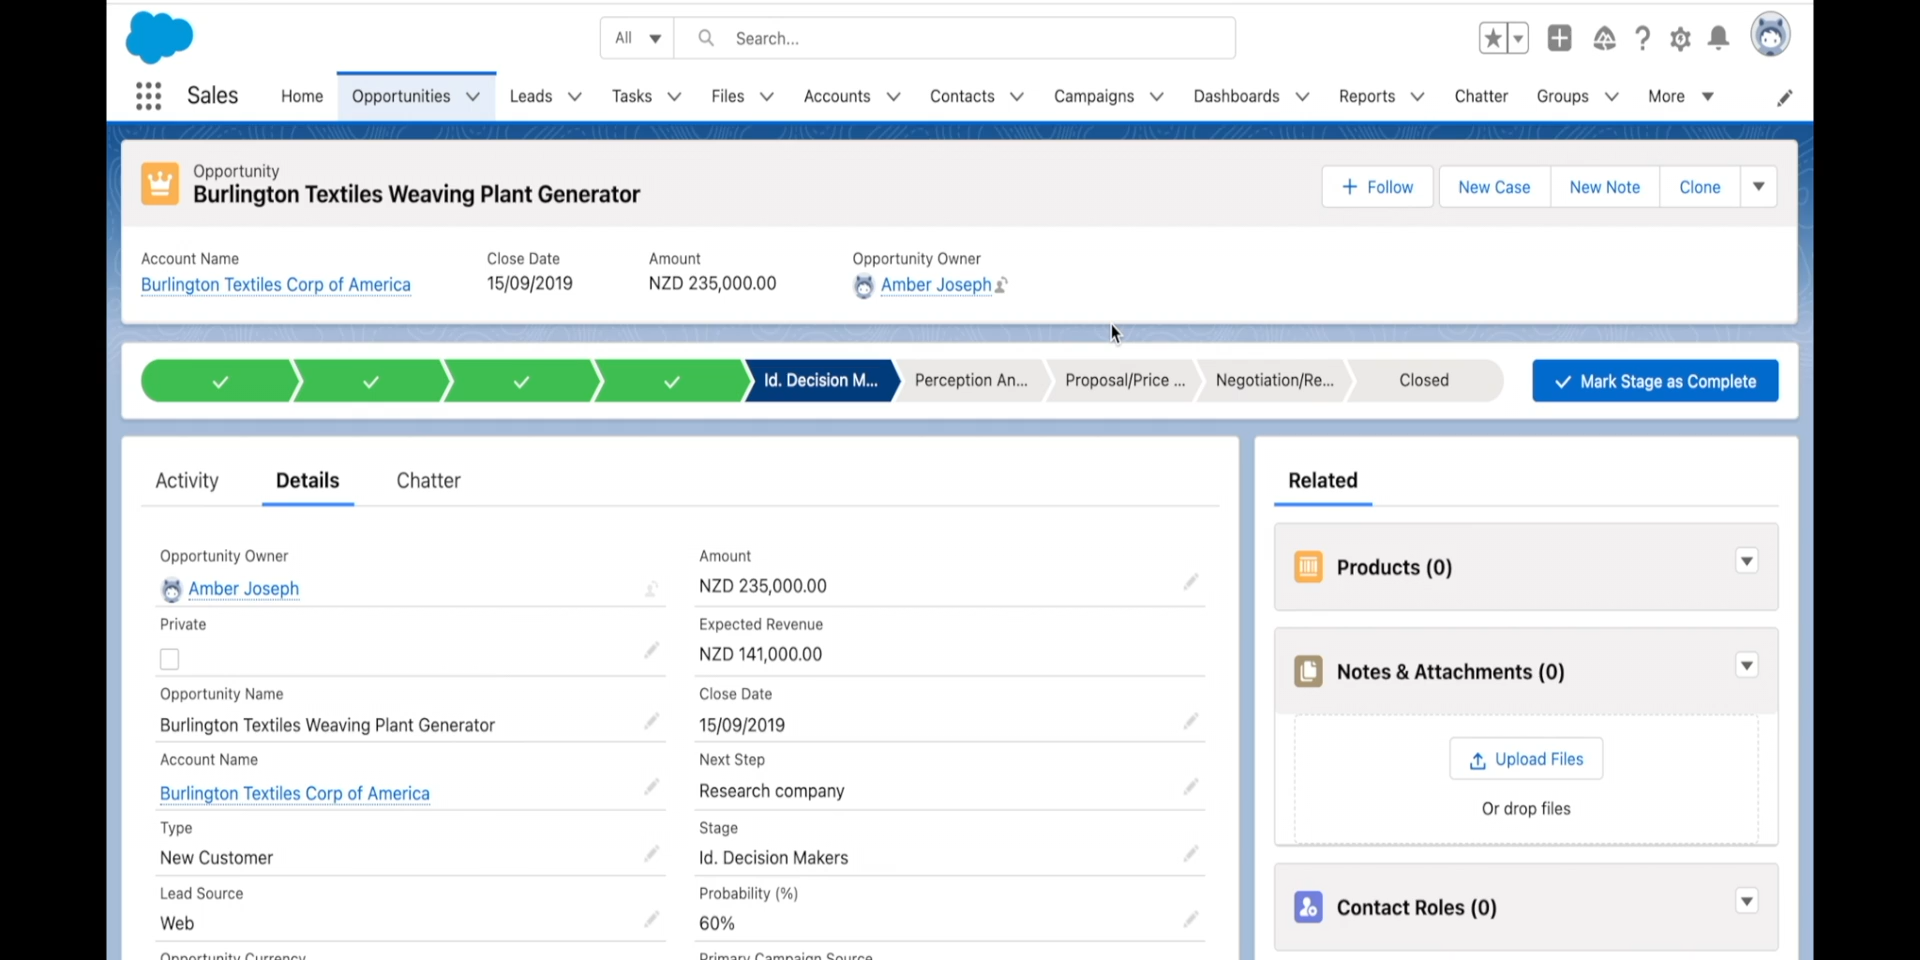 All
Search...
Sales
Home
Opportunities
Leads
Tasks
Files
Accounts
Contacts
Campaigns
Dashboards
Reports
Chatter
Groups
More
Opportunity
Burlington Textiles Weaving Plant Generator
+ Follow
New Case
New Note
Clone
Account Name
Burlington Textiles Corp of America
Close Date
15/09/2019
Amount
NZD 235,000.00
Opportunity Owner
Amber Joseph
Id. Decision M...
Perception An...
Proposal/Price ...
Negotiation/Re...
Closed
Mark Stage as Complete
Activity
Details
Chatter
Opportunity Owner
Amber Joseph
Private
Opportunity Name
Burlington Textiles Weaving Plant Generator
Account Name
Burlington Textiles Corp of America
Type
New Customer
Lead Source
Web
Opportunity Currency
Amount
NZD 235,000.00
Expected Revenue
NZD 141,000.00
Close Date
15/09/2019
Next Step
Research company
Stage
Id. Decision Makers
Probability (%)
60%
Primary Campaign Source
Related
Products (0)
Notes & Attachments (0)
Upload Files
Or drop files
Contact Roles (0)